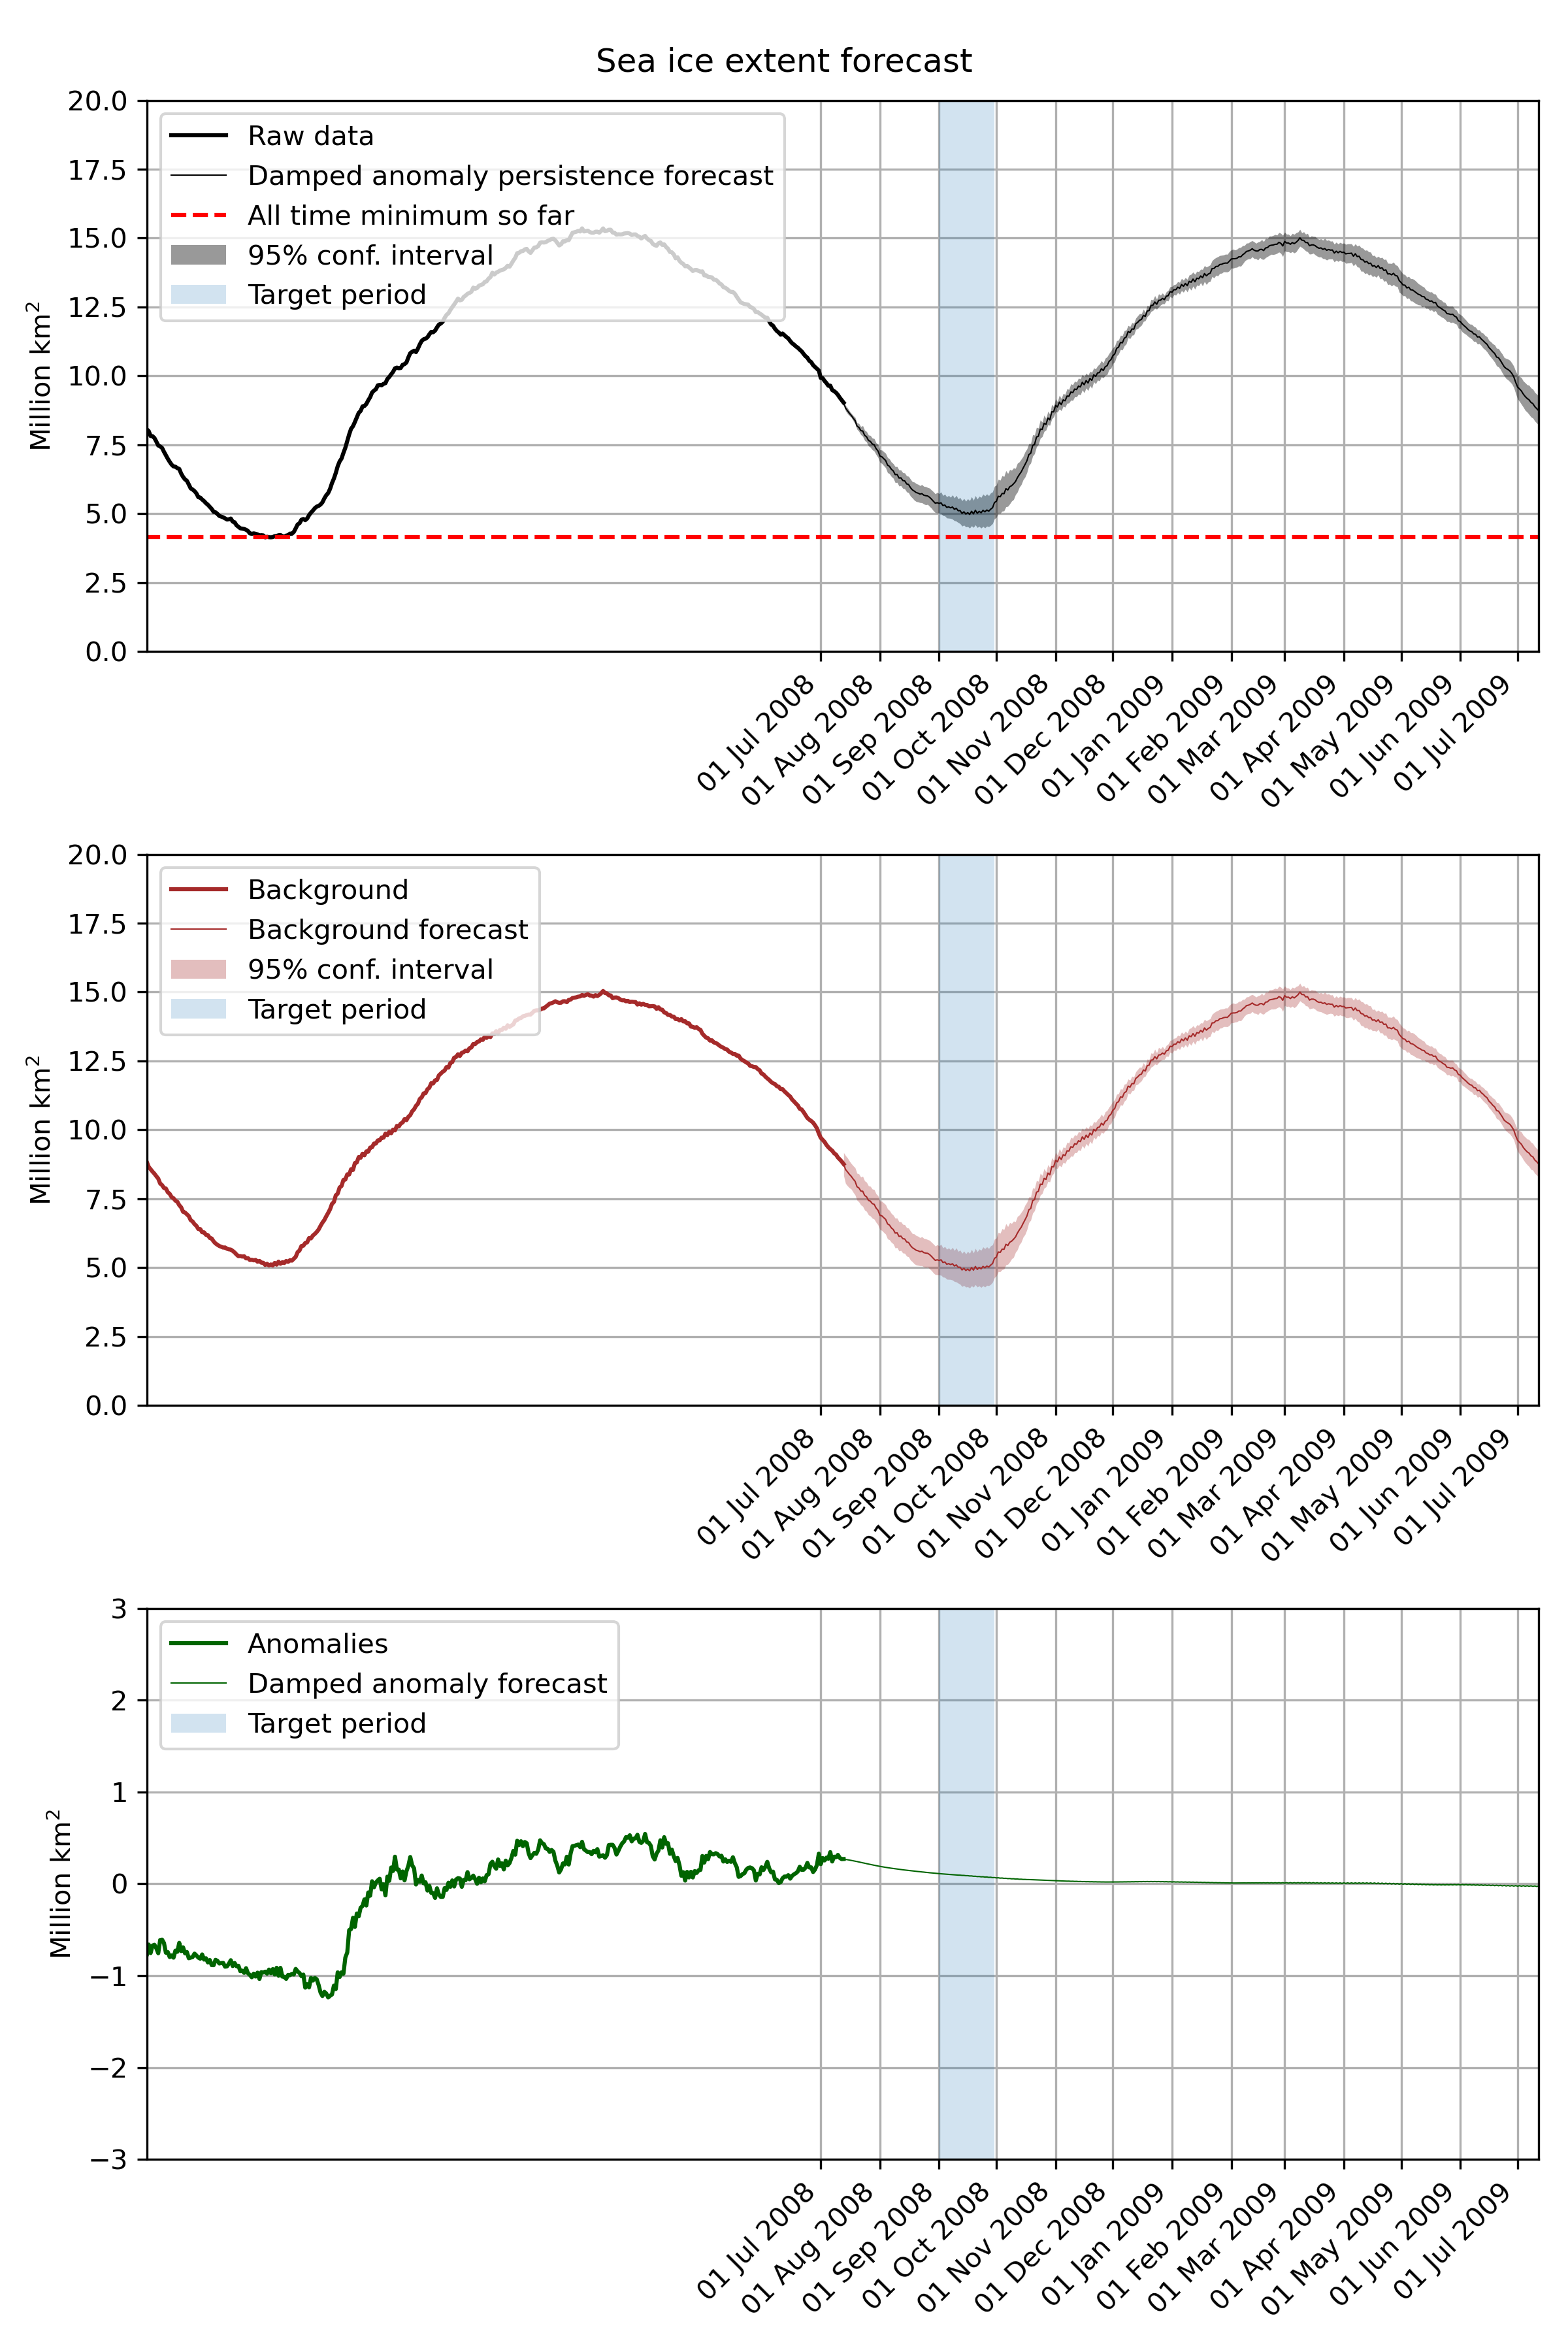 Sea ice extent forecast
20.0
17.5
15.0
12.5
10.0
7.5
5.0
2.5
0.0
Million km²
Raw data
Damped anomaly persistence forecast
All time minimum so far
95% conf. interval
Target period
01 Jul 2008
01 Aug 2008
01 Sep 2008
01 Oct 2008
01 Nov 2008
01 Dec 2008
01 Jan 2009
01 Feb 2009
01 Mar 2009
01 Apr 2009
01 May 2009
01 Jun 2009
01 Jul 2009
20.0
17.5
15.0
12.5
10.0
7.5
5.0
2.5
0.0
Million km²
Background
Background forecast
95% conf. interval
Target period
01 Jul 2008
01 Aug 2008
01 Sep 2008
01 Oct 2008
01 Nov 2008
01 Dec 2008
01 Jan 2009
01 Feb 2009
01 Mar 2009
01 Apr 2009
01 May 2009
01 Jun 2009
01 Jul 2009
3
2
1
0
−1
−2
−3
Million km²
Anomalies
Damped anomaly forecast
Target period
01 Jul 2008
01 Aug 2008
01 Sep 2008
01 Oct 2008
01 Nov 2008
01 Dec 2008
01 Jan 2009
01 Feb 2009
01 Mar 2009
01 Apr 2009
01 May 2009
01 Jun 2009
01 Jul 2009